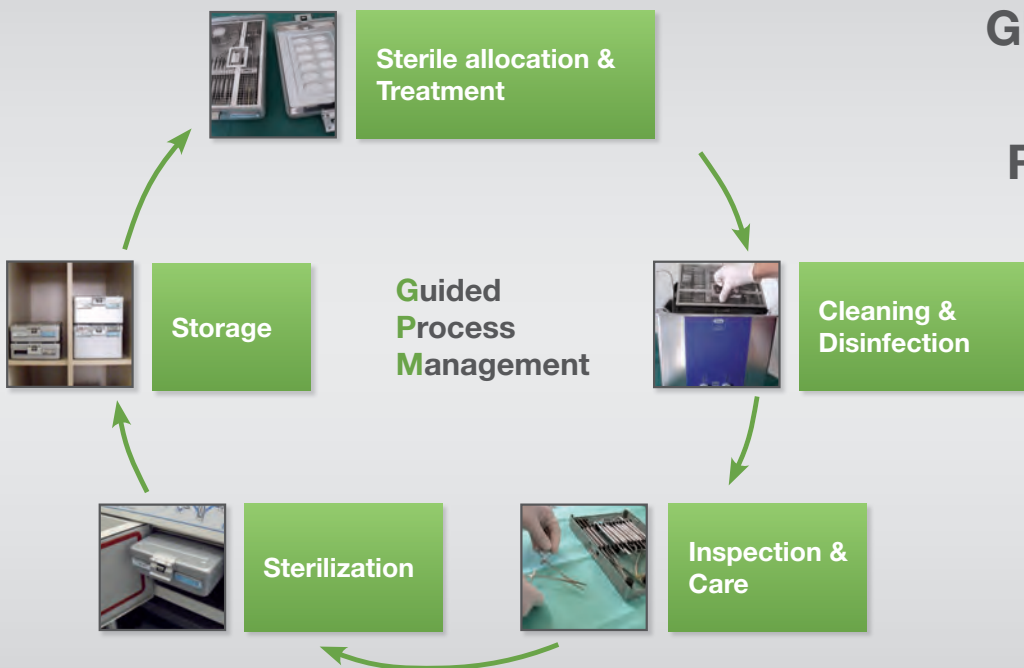 G
P
Sterile allocation &
Treatment
Guided
Process
Management
Storage
Cleaning &
Disinfection
Sterilization
Inspection &
Care